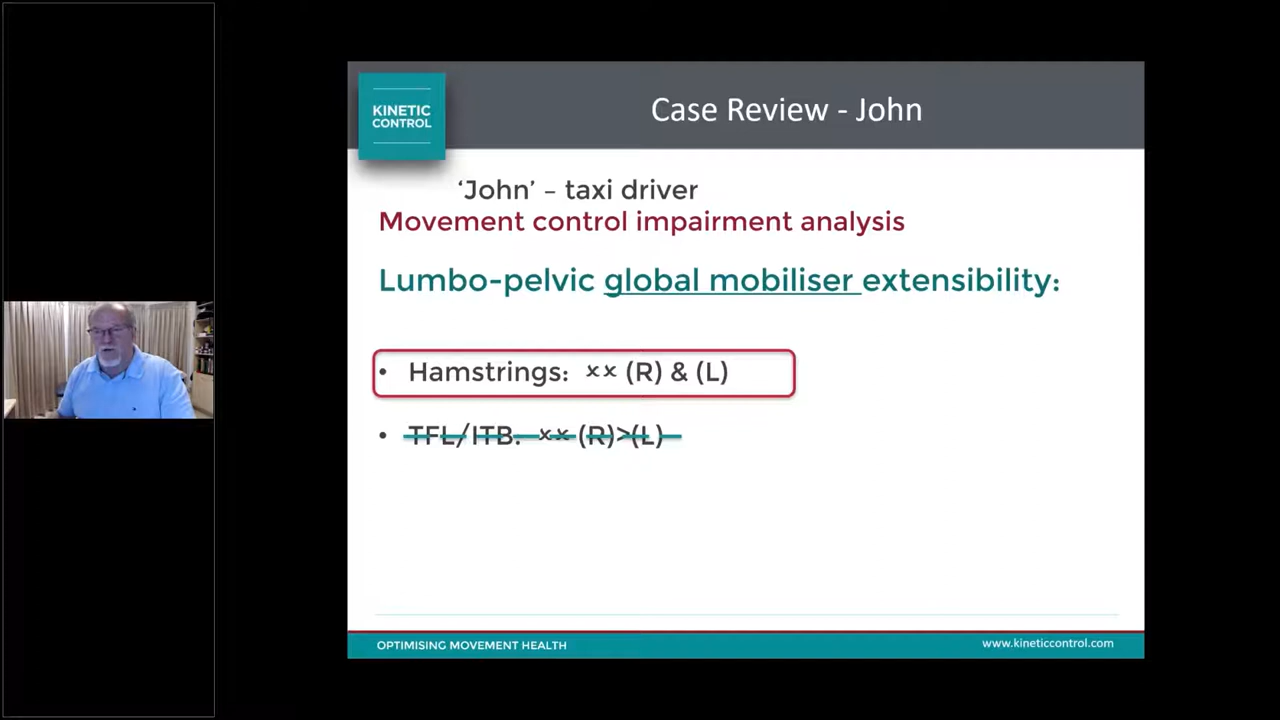 KINETIC
CONTROL
Case Review - John
‘John’ – taxi driver
Movement control impairment analysis
Lumbo-pelvic global mobiliser extensibility:
• Hamstrings: ×× (R) & (L)
• TFL/ITB: ×× (R)>(L)
OPTIMISING MOVEMENT HEALTH
www.kineticcontrol.com